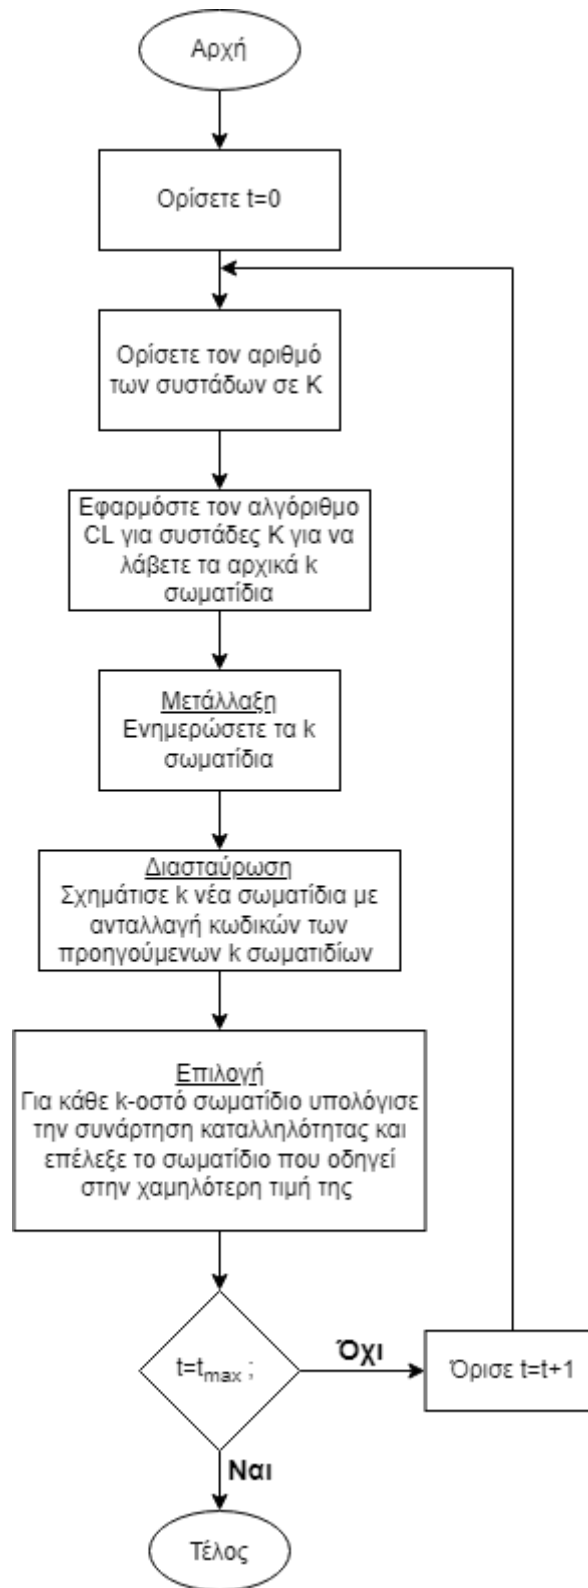 Αρχή
Ορίσετε t=0
Ορίσετε τον αριθμό
των συστάδων σε K
Εφαρμόστε τον αλγόριθμο
CL για συστάδες K για να
λάβετε τα αρχικά k
σωματίδια
Μετάλλαξη
Ενημερώσετε τα k
σωματίδια
Διασταύρωση
Σχημάτισε k νέα σωματίδια με
ανταλλαγή κωδικών των
προηγούμενων k σωματιδίων
Επιλογή
Για κάθε k-οστό σωματίδιο υπολόγισε
την συνάρτηση καταλληλότητας και
επέλεξε το σωματίδιο που οδηγεί
στην χαμηλότερη τιμή της
t=tmax ;
Όχι
Όρισε t=t+1
Ναι
Τέλος